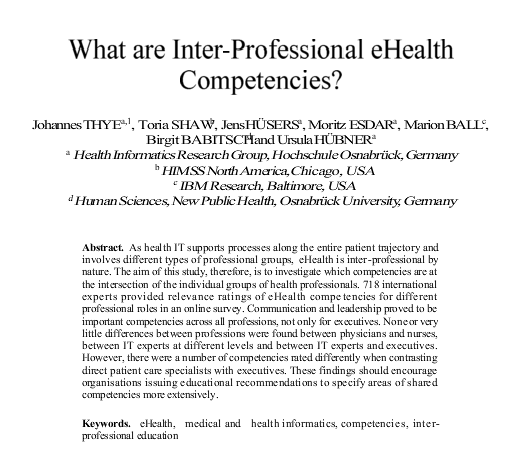 What are Inter-Professional eHealth
Competencies?
Johannes THYEa,1, Toria SHAWb, Jens HÜSERSa, Moritz ESDARa, Marion BALLc,
Birgit BABITSCHd and Ursula HÜBNERa
a Health Informatics Research Group, Hochschule Osnabrück, Germany
b HIMSS North America, Chicago, USA
c IBM Research, Baltimore, USA
d Human Sciences, New Public Health, Osnabrück University, Germany
Abstract. As health IT supports processes along the entire patient trajectory and
involves different types of professional groups, eHealth is inter-professional by
nature. The aim of this study, therefore, is to investigate which competencies are at
the intersection of the individual groups of health professionals. 718 international
experts provided relevance ratings of eHealth competencies for different
professional roles in an online survey. Communication and leadership proved to be
important competencies across all professions, not only for executives. None or very
little differences between professions were found between physicians and nurses,
between IT experts at different levels and between IT experts and executives.
However, there were a number of competencies rated differently when contrasting
direct patient care specialists with executives. These findings should encourage
organisations issuing educational recommendations to specify areas of shared
competencies more extensively.
Keywords. eHealth, medical and health informatics, competencies, inter-
professional education